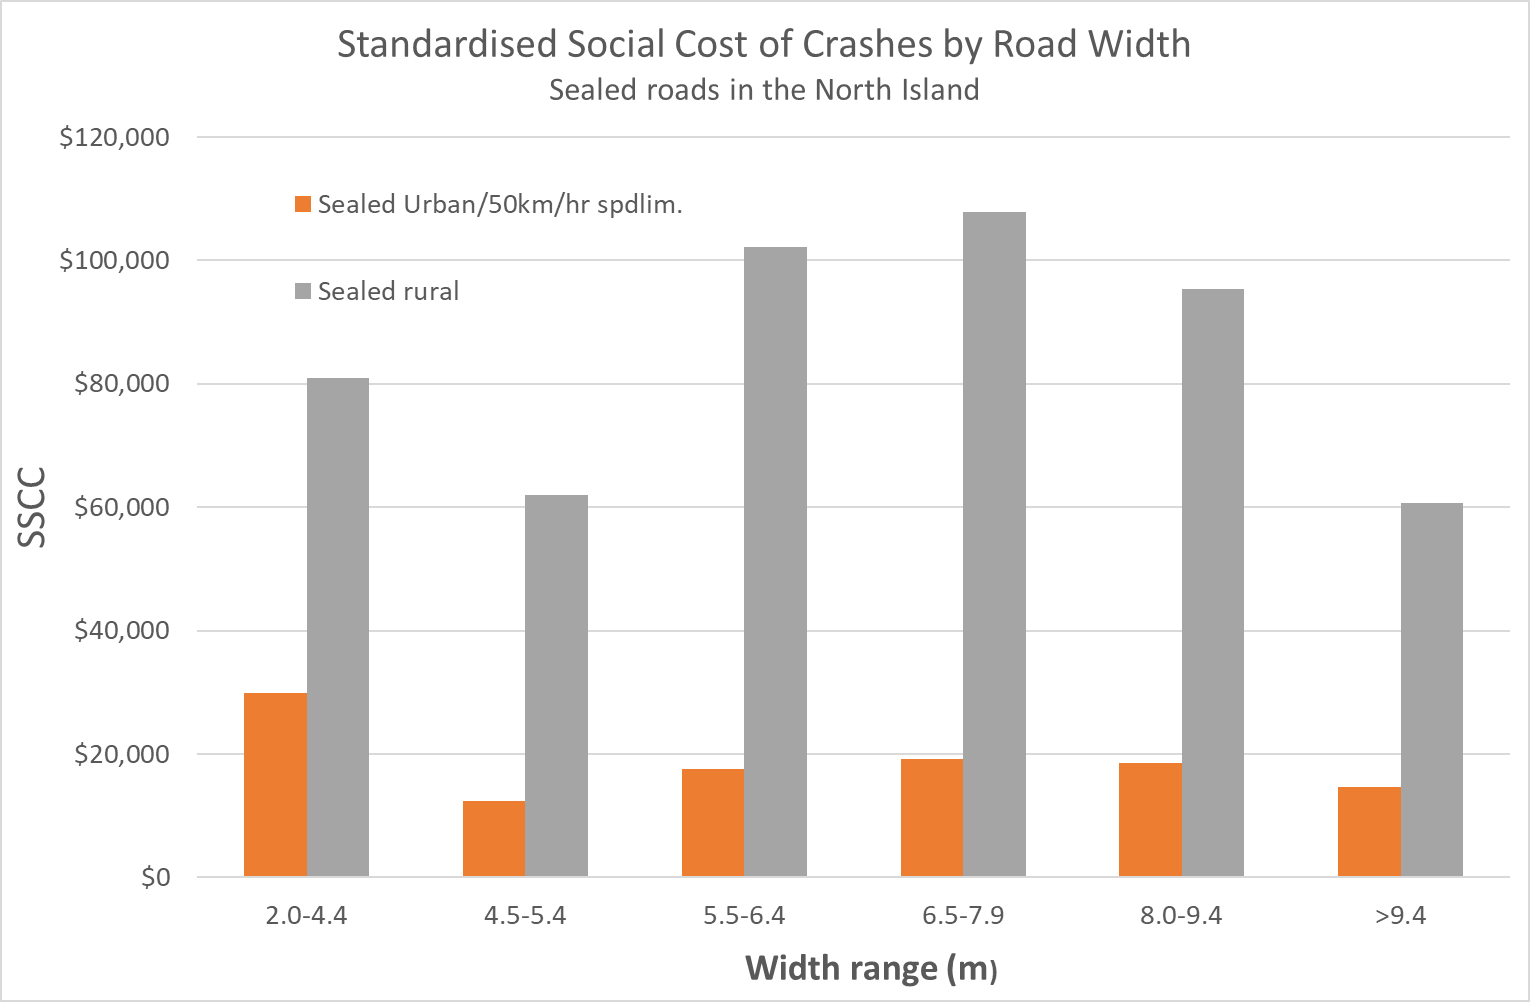 Standardised Social Cost of Crashes by Road Width
Sealed roads in the North Island
$120,000
Sealed Urban/50km/hr spdlim.
$100,000
Sealed rural
$80,000
SSCC
$60,000
$40,000
$20,000
$0
2.0-4.4 4.5-5.4 5.5-6.4 6.5-7.9 8.0-9.4 >9.4
Width range (m)